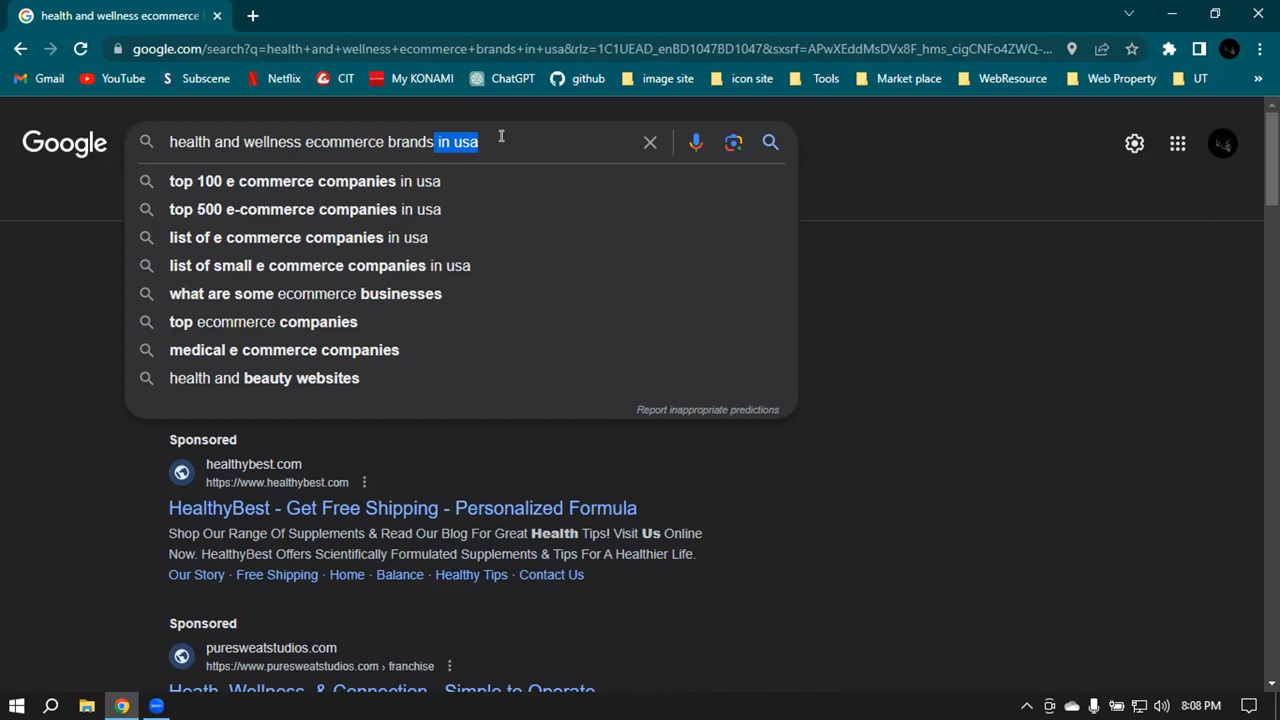 health and wellness ecommerce
google.com/search?q=health+and+wellness+ecommerce+brands+in+usa&rlz=1C1UEAD_enBD1047BD1047&sxsrf=APwXEddMsDVx8F_hms_cigCNFo4ZWQ-...
Gmail YouTube Subscene Netflix CIT My KONAMI ChatGPT github image site icon site Tools Market place WebResource Web Property UT
Google
health and wellness ecommerce brands in usa
top 100 e commerce companies in usa
top 500 e-commerce companies in usa
list of e commerce companies in usa
list of small e commerce companies in usa
what are some ecommerce businesses
top ecommerce companies
medical e commerce companies
health and beauty websites
Report inappropriate predictions
Sponsored
healthybest.com
https://www.healthybest.com
HealthyBest - Get Free Shipping - Personalized Formula
Shop Our Range Of Supplements & Read Our Blog For Great Health Tips! Visit Us Online
Now. HealthyBest Offers Scientifically Formulated Supplements & Tips For A Healthier Life.
Our Story · Free Shipping · Home · Balance · Healthy Tips · Contact Us
Sponsored
puresweatstudios.com
https://www.puresweatstudios.com › franchise
Heath, Wellness, & Connection - Simple to Operate
8:08 PM